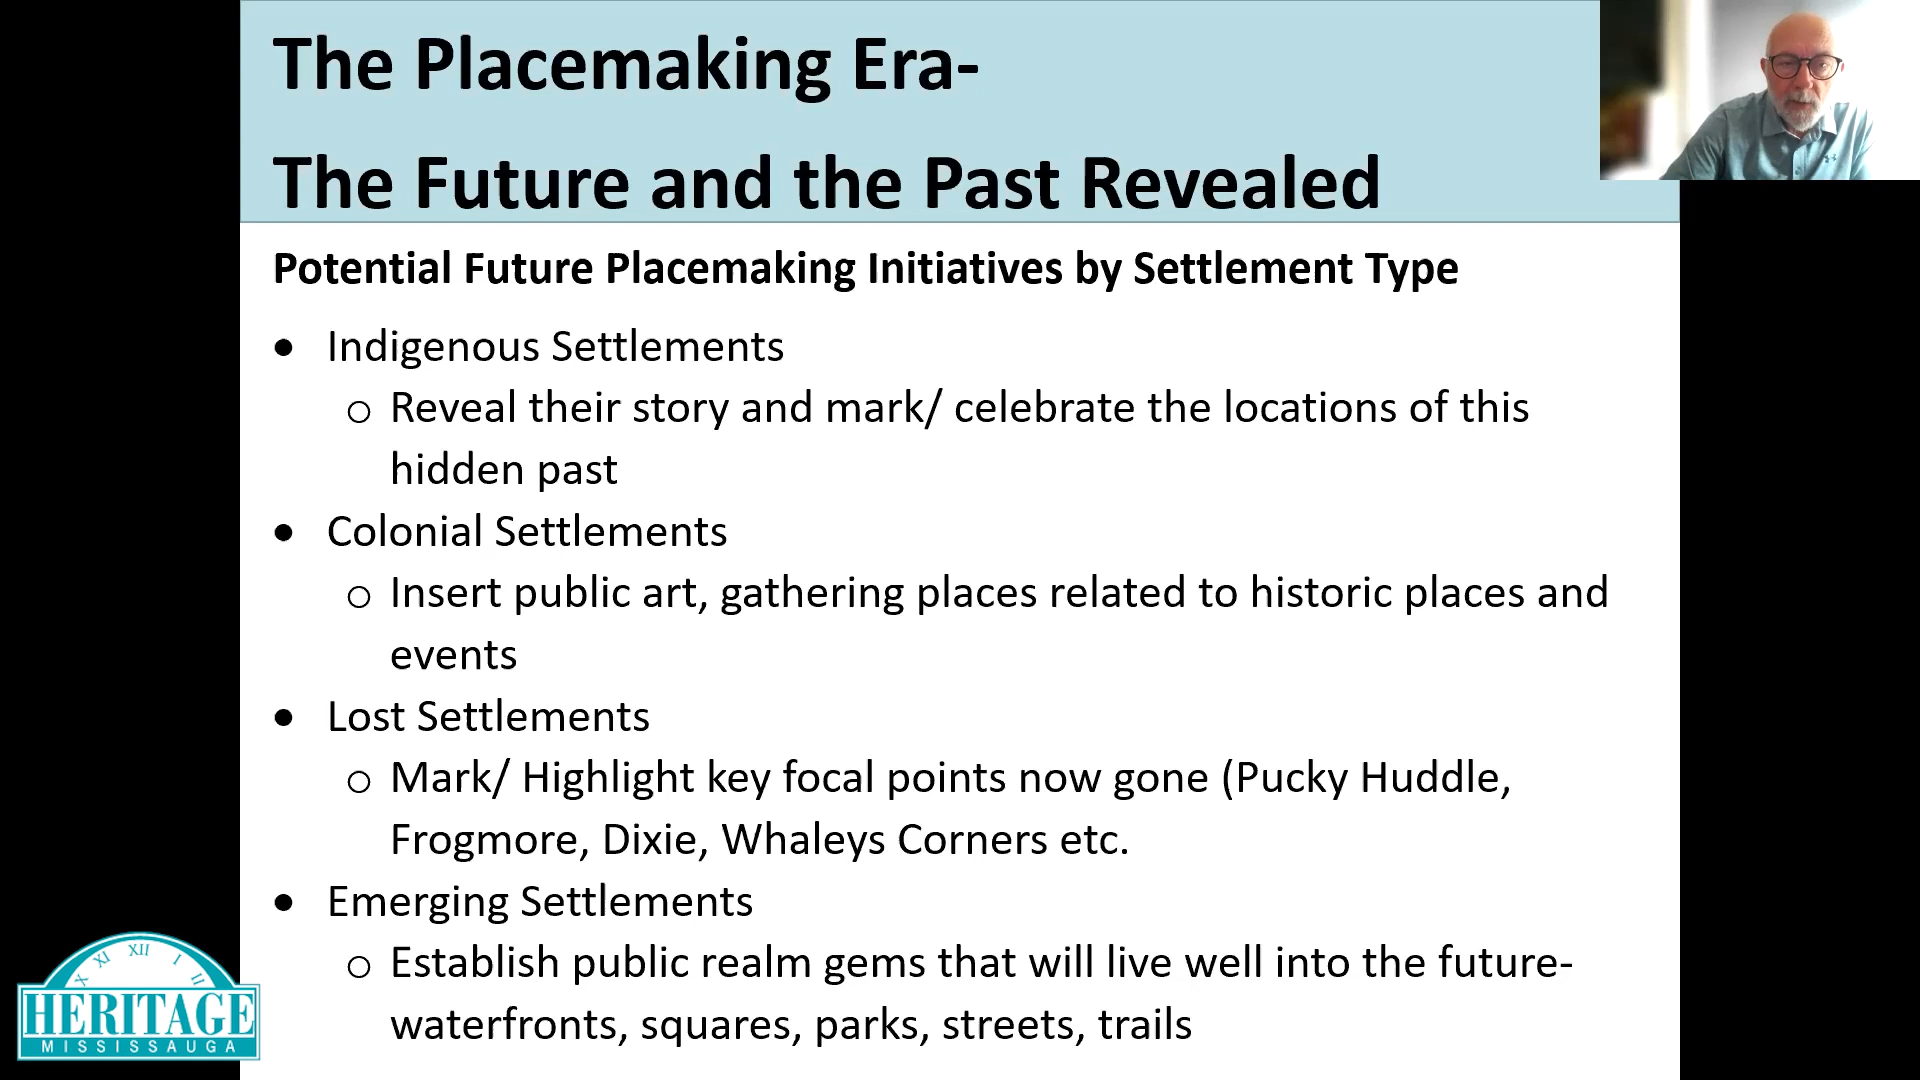 The Placemaking Era-
The Future and the Past Revealed
Potential Future Placemaking Initiatives by Settlement Type
• Indigenous Settlements
o Reveal their story and mark/ celebrate the locations of this
hidden past
• Colonial Settlements
o Insert public art, gathering places related to historic places and
events
• Lost Settlements
o Mark/ Highlight key focal points now gone (Pucky Huddle,
Frogmore, Dixie, Whaleys Corners etc.
• Emerging Settlements
o Establish public realm gems that will live well into the future-
waterfronts, squares, parks, streets, trails
X XI XII I II
HERITAGE
MISSISSAUGA